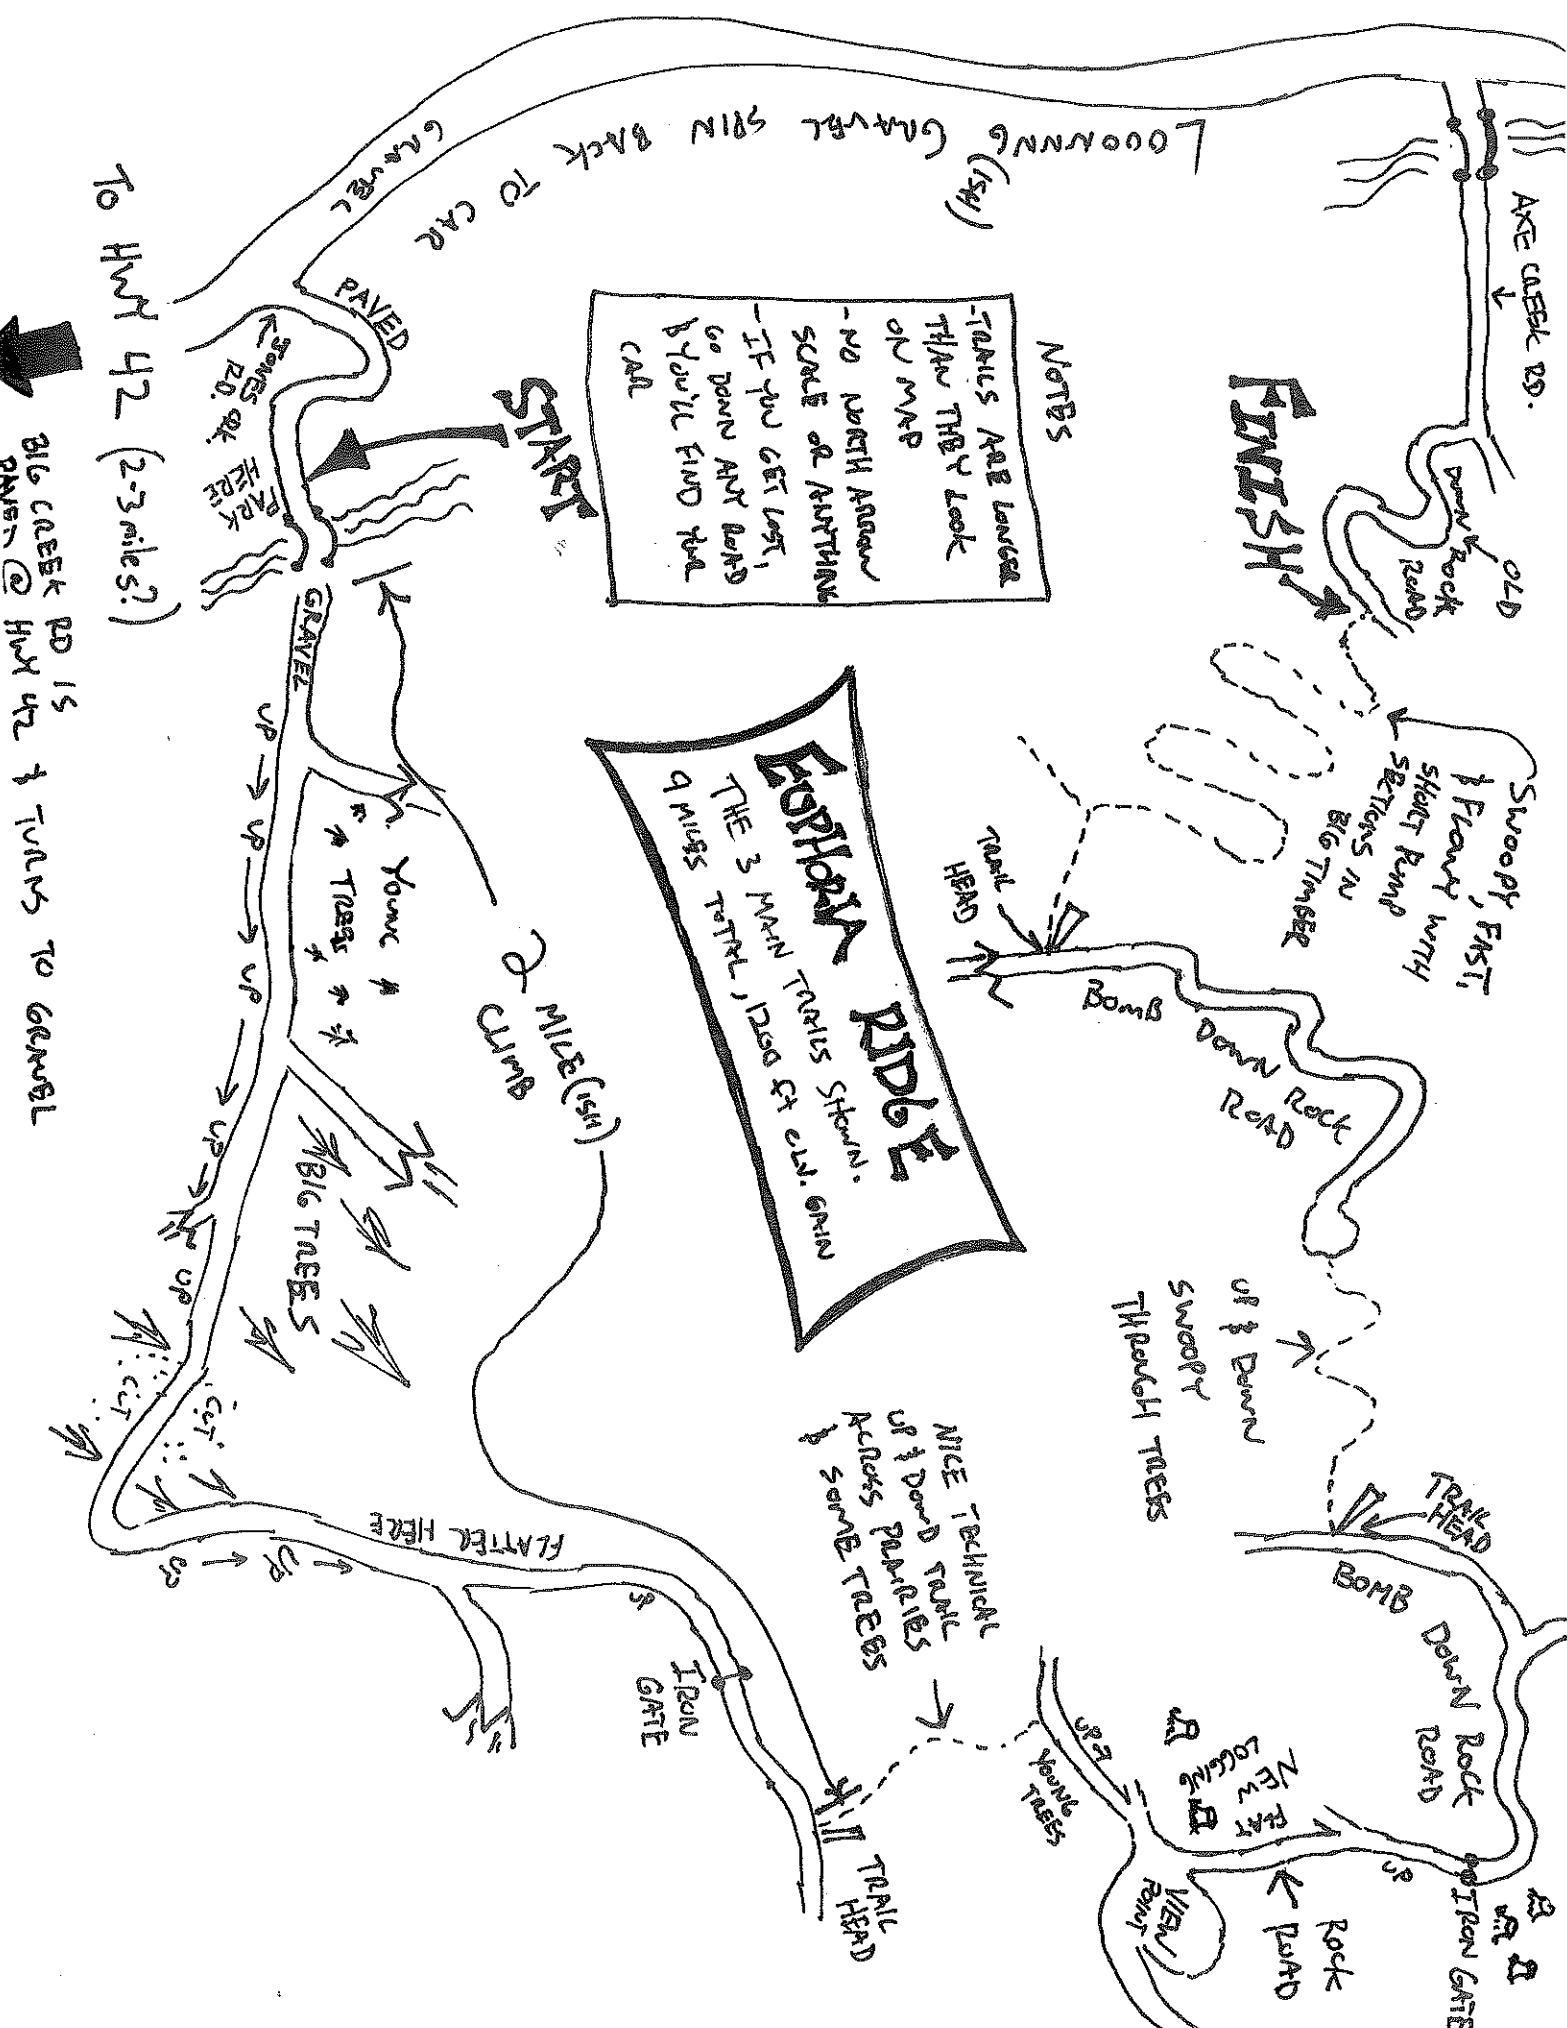 EUPHORIA RIDGE
THE 3 MAIN TRAILS SHOWN.
9 MILES TOTAL, 1200 ft ELV. GAIN
NOTES
-TRAILS ARE LONGER
THAN THEY LOOK
ON MAP
- NO NORTH ARROW
SCALE OR ANYTHING
- IF YOU GET LOST,
GO DOWN ANY ROAD
& YOU'LL FIND YOUR
CAR
START
PARK
HERE
JONES CRK.
RD.
PAVED
GRAVEL
TO HWY 42 (2-3 miles?)
BIG CREEK RD IS
PAVED @ HWY 42 & TURNS TO GRAVEL
GRAVEL
UP
UP
UP
UP
UP
YOUNG
TREES
BIG TREES
CUT
CUT
UP
UP
FLATTER HERE
UP
IRON
GATE
2 MILE(ISH)
CLIMB
TRAIL
HEAD
NICE TECHNICAL
UP & DOWN TRAIL
ACROSS PRAIRIES
& SOME TREES
YOUNG
TREES
UP
VIEW
POINT
NEW FAT
LOGGING
ROCK
ROAD
UP
IRON GATE
BOMB DOWN ROCK
ROAD
TRAIL
HEAD
UP & DOWN
SWOOPY
THROUGH TREES
BOMB DOWN ROCK
ROAD
TRAIL
HEAD
SWOOPY, FAST,
& FLOWY WITH
SHORT PUMP
SECTIONS IN
BIG TIMBER
FINISH
OLD
DOWN ROCK
ROAD
AXE CREEK RD.
LOOONNNG GRAVEL SPIN BACK TO CAR
(ISH)